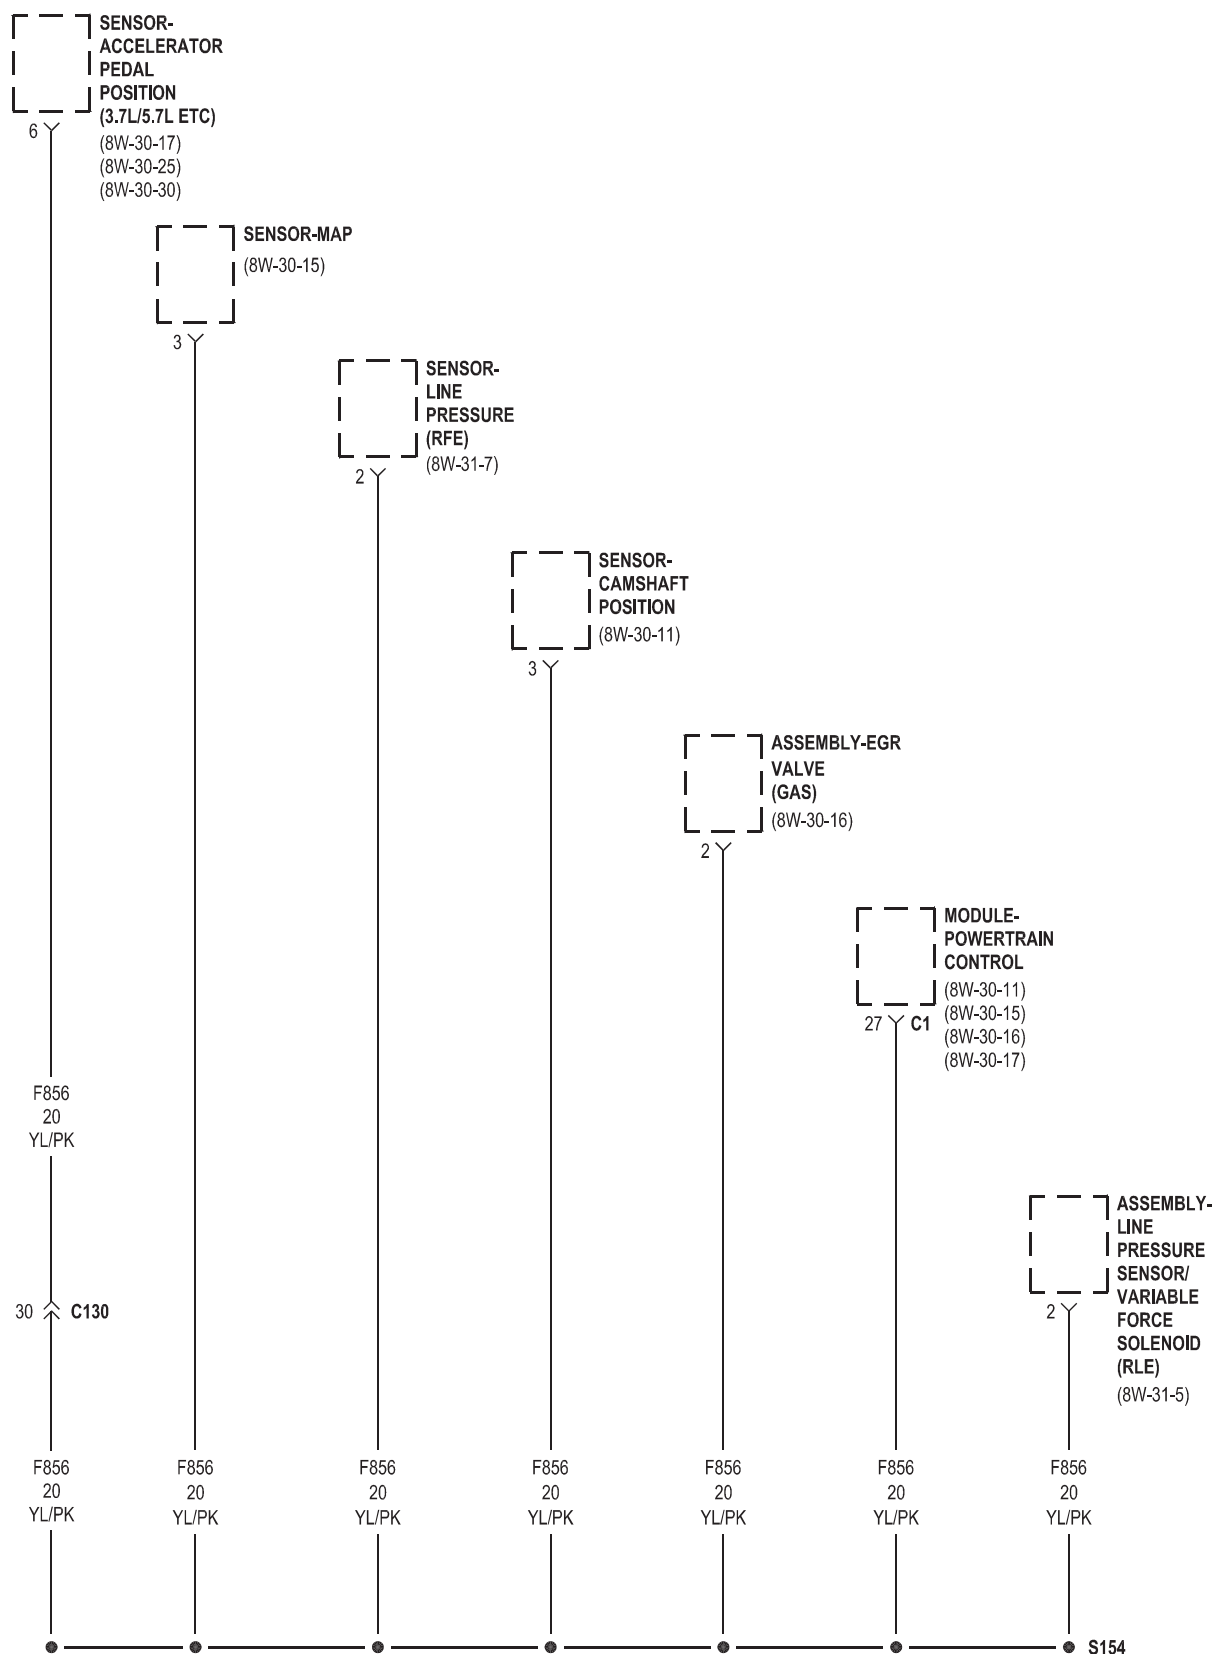 SENSOR-
ACCELERATOR
PEDAL
POSITION
(3.7L/5.7L ETC)
(8W-30-17)
(8W-30-25)
(8W-30-30)
6
SENSOR-MAP
(8W-30-15)
3
SENSOR-
LINE
PRESSURE
(RFE)
(8W-31-7)
2
SENSOR-
CAMSHAFT
POSITION
(8W-30-11)
3
ASSEMBLY-EGR
VALVE
(GAS)
(8W-30-16)
2
MODULE-
POWERTRAIN
CONTROL
(8W-30-11)
(8W-30-15)
(8W-30-16)
(8W-30-17)
27 C1
F856
20
YL/PK
ASSEMBLY-
LINE
PRESSURE
SENSOR/
VARIABLE
FORCE
SOLENOID
(RLE)
(8W-31-5)
2
30 C130
F856 F856 F856 F856 F856 F856 F856
20 20 20 20 20 20 20
YL/PK YL/PK YL/PK YL/PK YL/PK YL/PK YL/PK
S154